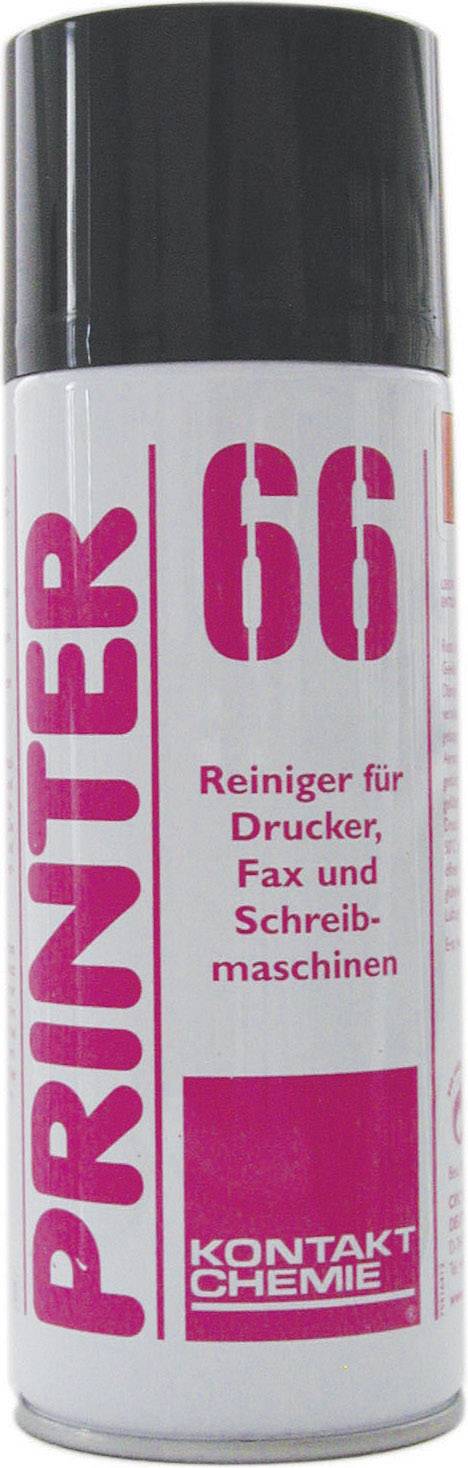 PRINTER
66
Reiniger für
Drucker,
Fax und
Schreib-
maschinen
KONTAKT
CHEMIE
®